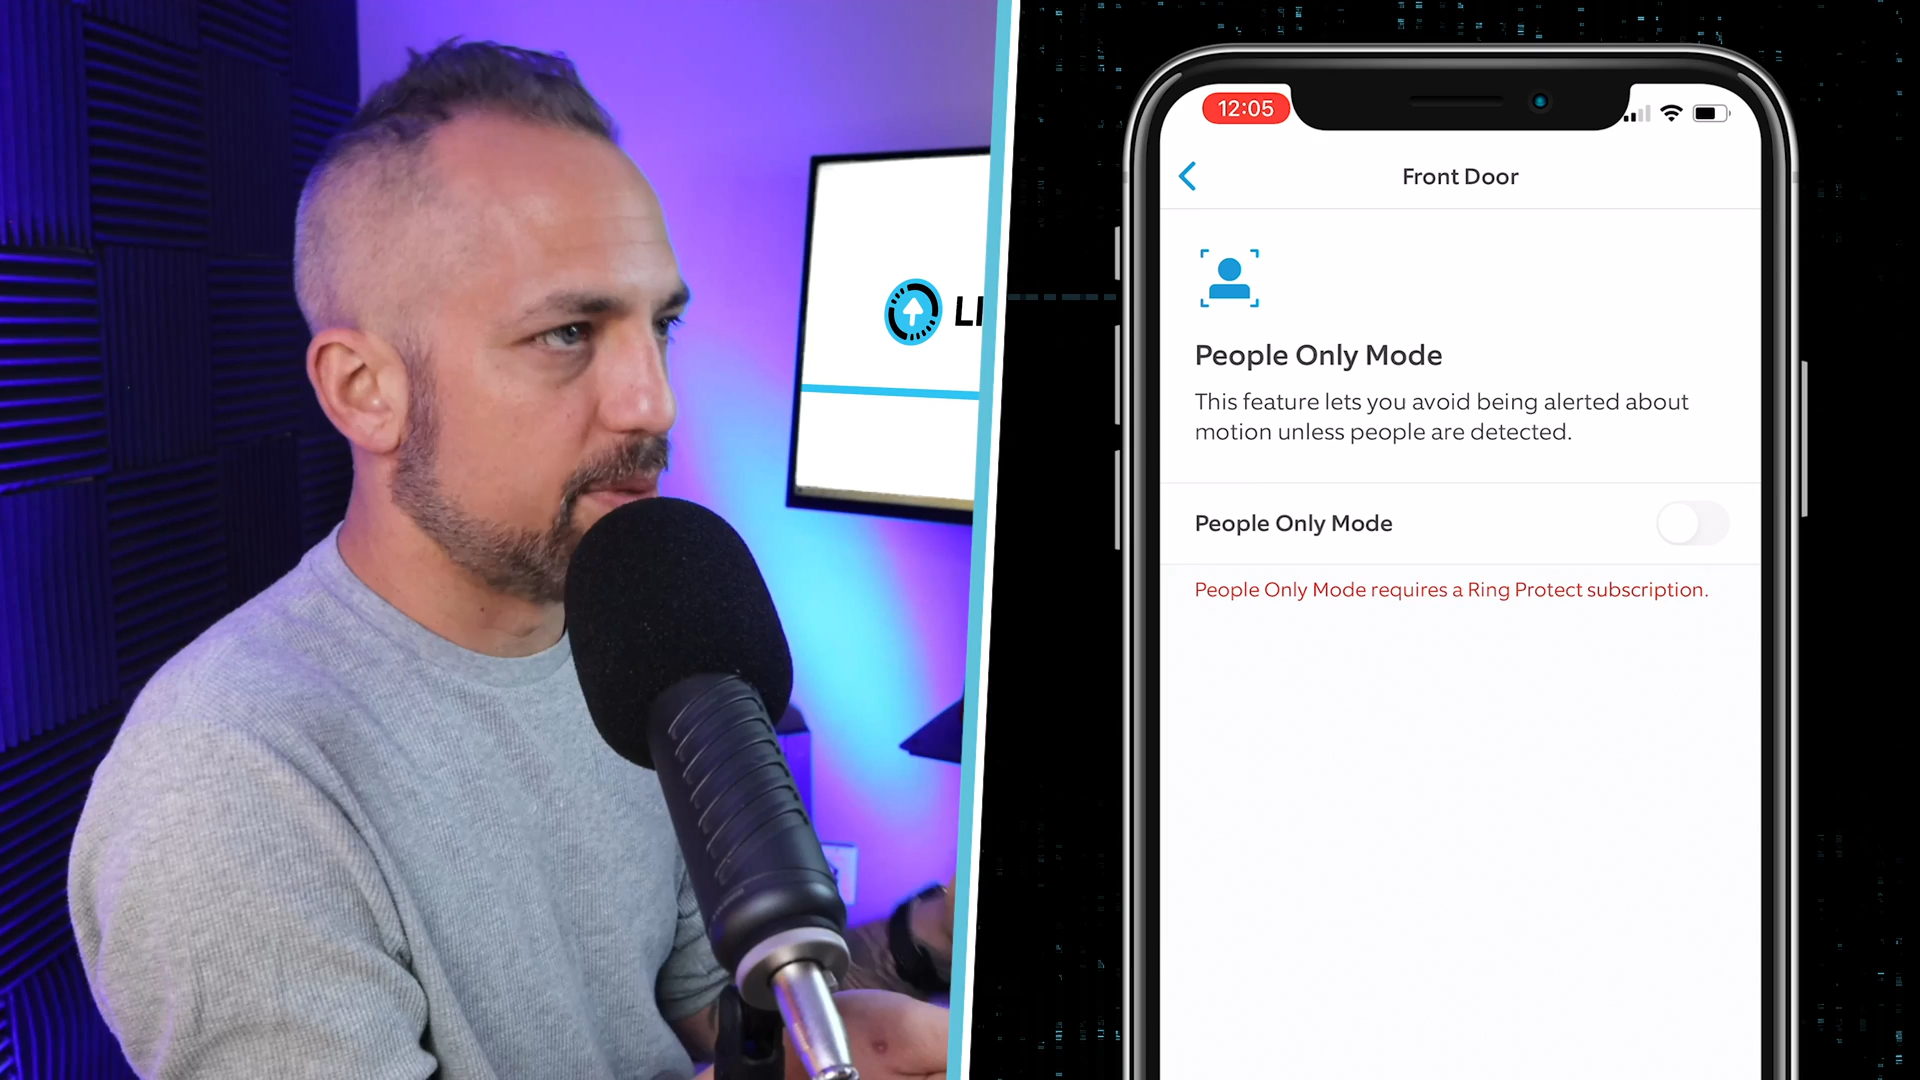 LI
12:05
Front Door
People Only Mode
This feature lets you avoid being alerted about
motion unless people are detected.
People Only Mode
People Only Mode requires a Ring Protect subscription.